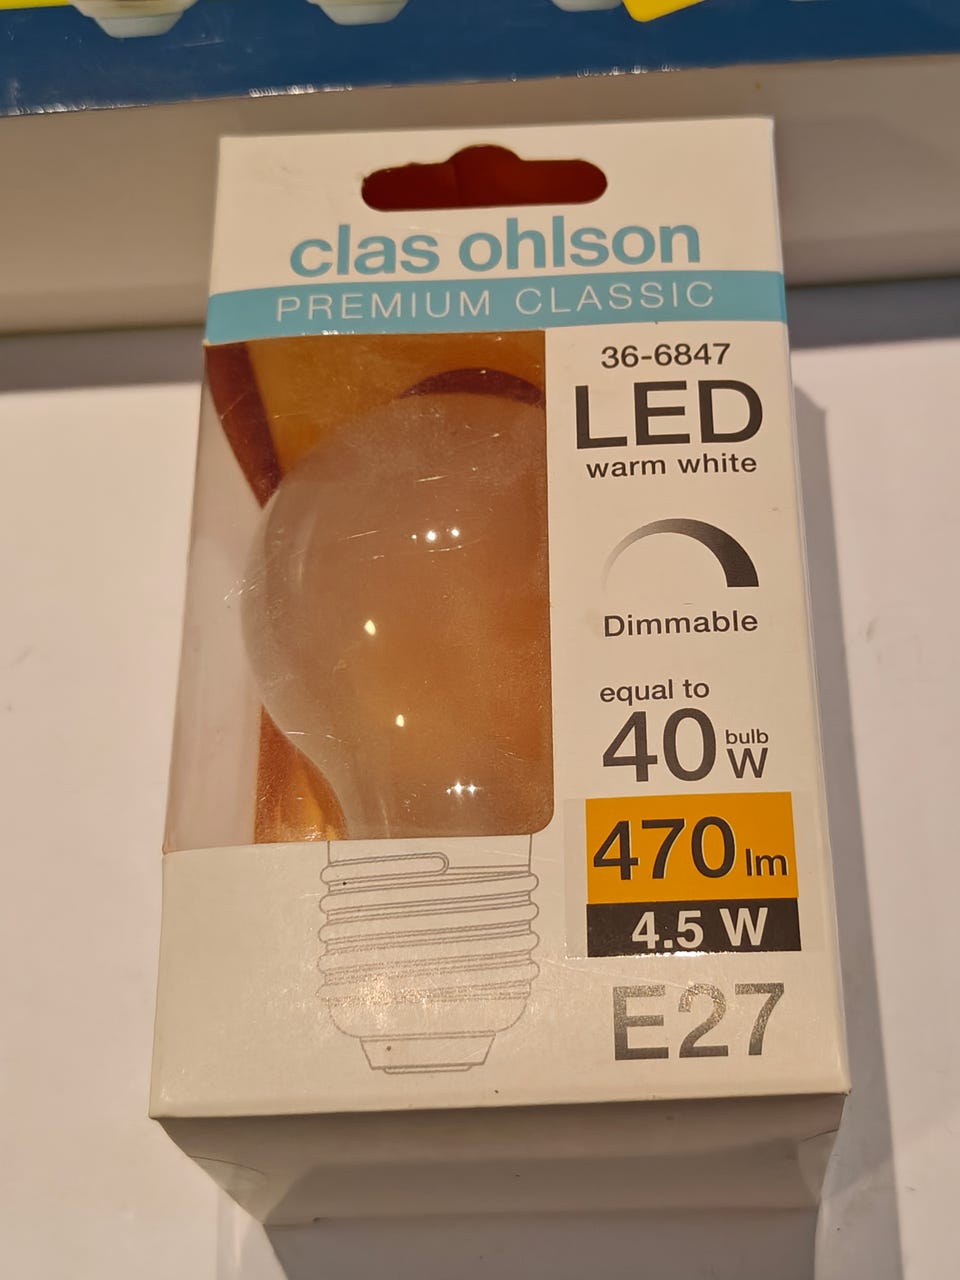 clas ohlson
PREMIUM CLASSIC
36-6847
LED
warm white
Dimmable
equal to
40 bulb W
470 lm
4.5 W
E27